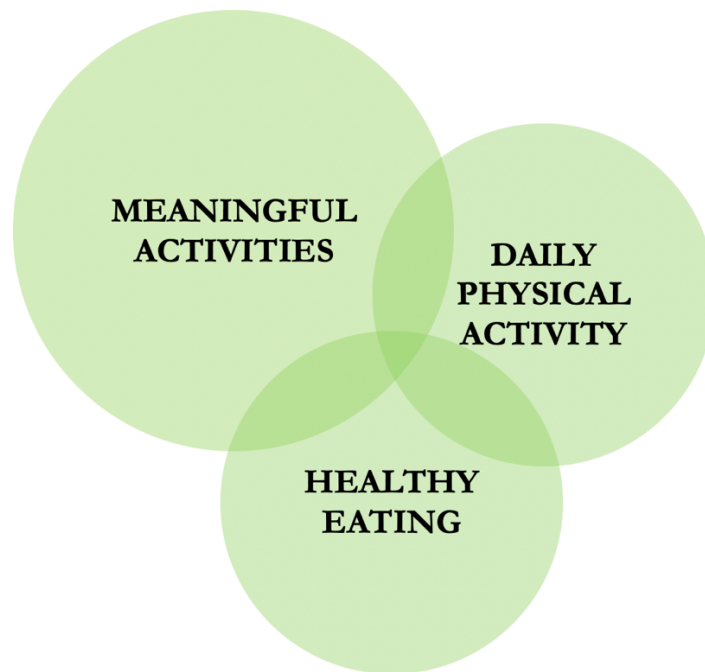 MEANINGFUL
ACTIVITIES
DAILY
PHYSICAL
ACTIVITY
HEALTHY
EATING